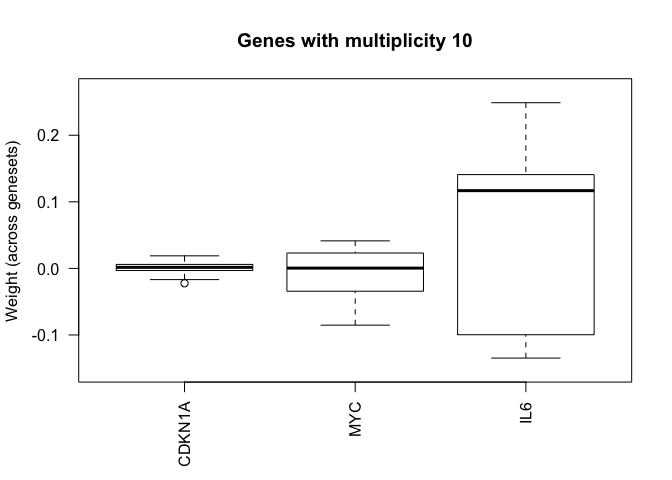 Genes with multiplicity 10
Weight (across genesets)
0.2
0.1
0.0
-0.1
CDKN1A
MYC
IL6